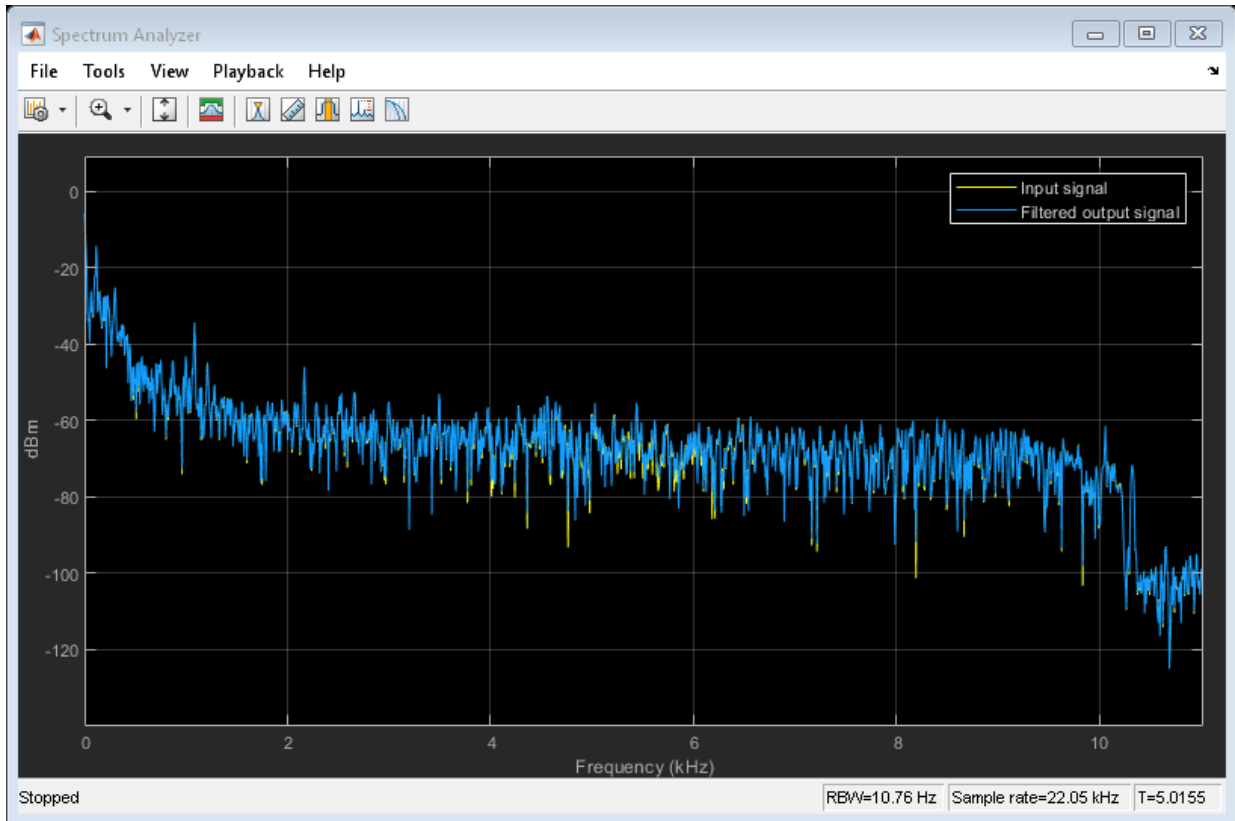 Spectrum Analyzer
File Tools View Playback Help
Input signal
Filtered output signal
0
-20
-40
-60
-80
-100
-120
dBm
0 2 4 6 8 10
Frequency (kHz)
Stopped RBW=10.76 Hz Sample rate=22.05 kHz T=5.0155